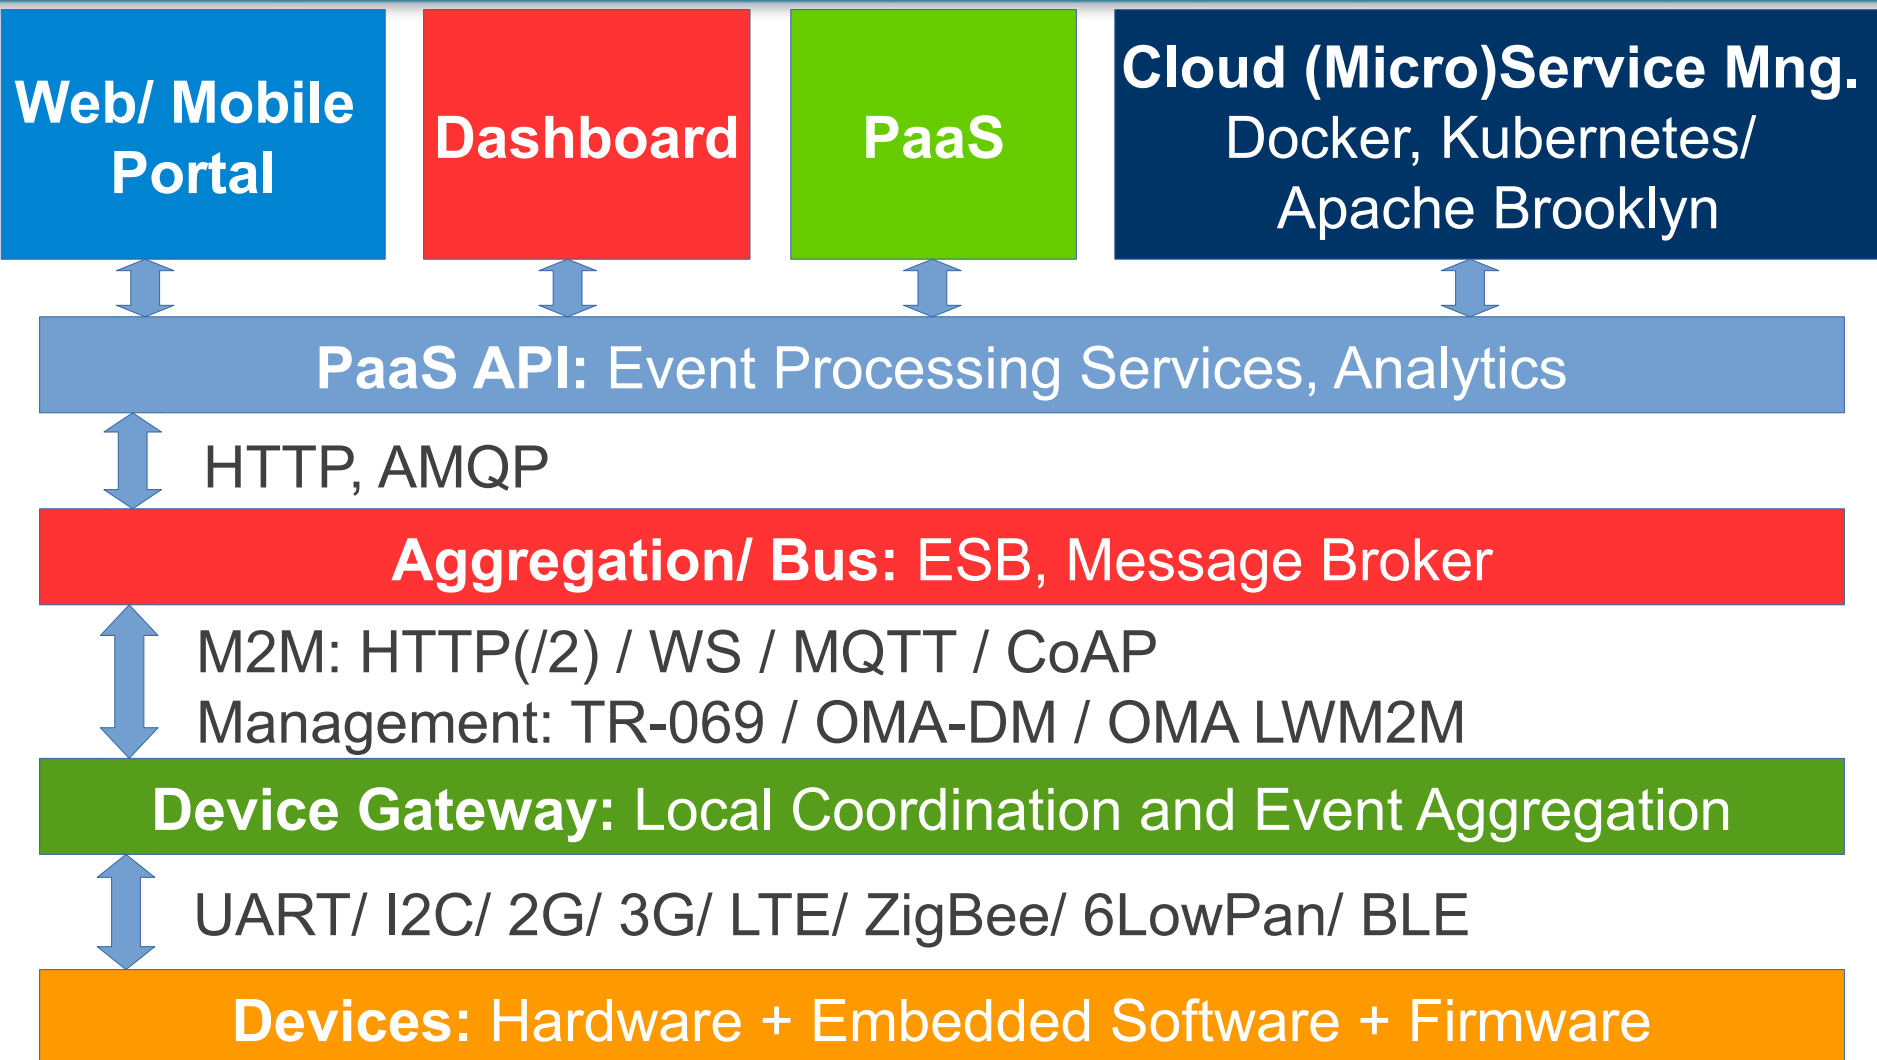 Web/ Mobile
Portal
Dashboard
PaaS
Cloud (Micro)Service Mng.
Docker, Kubernetes/
Apache Brooklyn
PaaS API: Event Processing Services, Analytics
HTTP, AMQP
Aggregation/ Bus: ESB, Message Broker
M2M: HTTP(/2) / WS / MQTT / CoAP
Management: TR-069 / OMA-DM / OMA LWM2M
Device Gateway: Local Coordination and Event Aggregation
UART/ I2C/ 2G/ 3G/ LTE/ ZigBee/ 6LowPan/ BLE
Devices: Hardware + Embedded Software + Firmware